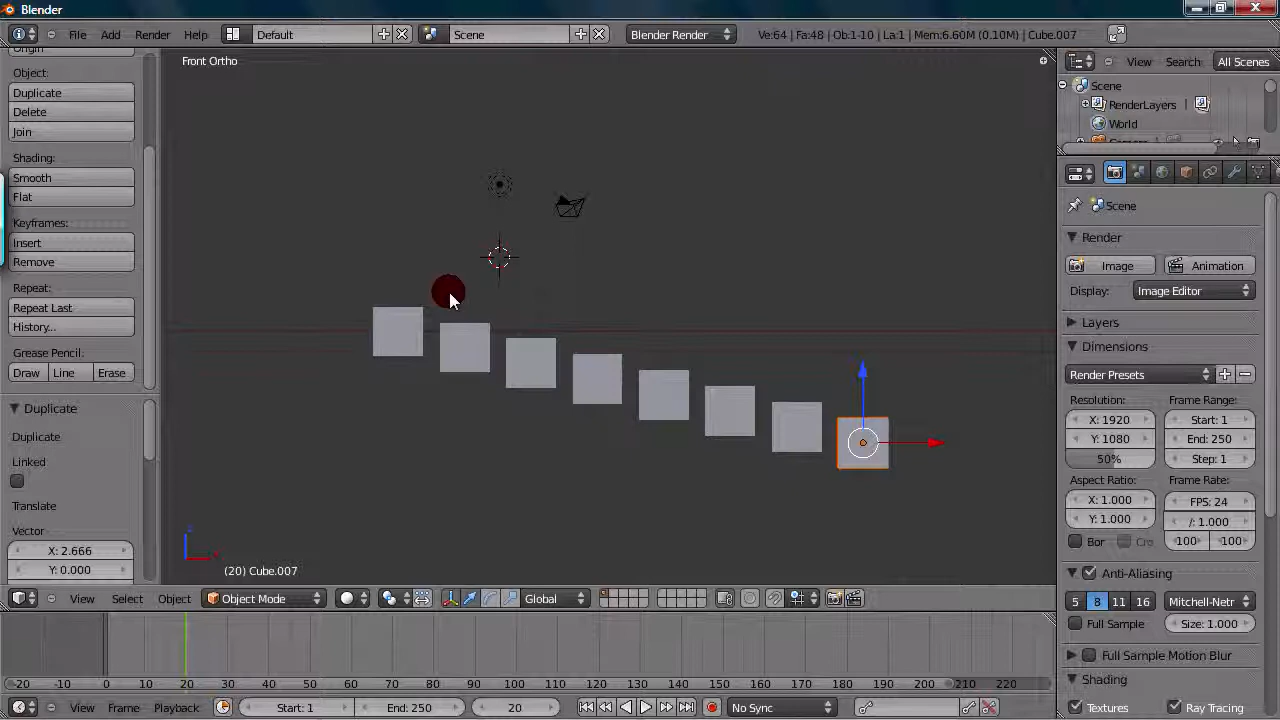 Blender
File Add Render Help Default Scene Blender Render Ve:64 | Fa:48 | Ob:1-10 | La:1 | Mem:6.60M (0.10M) | Cube.007
Origin
Object:
Duplicate
Delete
Join
Shading:
Smooth
Flat
Keyframes:
Insert
Remove
Repeat:
Repeat Last
History...
Grease Pencil:
Draw Line Erase
Duplicate
Duplicate
Linked
Translate
Vector
X: 2.666
Y: 0.000
Front Ortho
(20) Cube.007
View Select Object Object Mode Global
-20 -10 0 10 20 30 40 50 60 70 80 90 100 110 120 130 140 150 160 170 180 190 200 210 220
View Frame Playback Start: 1 End: 250 20 No Sync
View Search: All Scenes
Scene
RenderLayers
World
Scene
Render
Image Animation
Display: Image Editor
Layers
Dimensions
Render Presets
Resolution: Frame Range:
X: 1920 Start: 1
Y: 1080 End: 250
50% Step: 1
Aspect Ratio: Frame Rate:
X: 1.000 FPS: 24
Y: 1.000 /: 1.000
Bor Cro 100 100
Anti-Aliasing
5 8 11 16 Mitchell-Netr
Full Sample Size: 1.000
Full Sample Motion Blur
Shading
Textures Ray Tracing